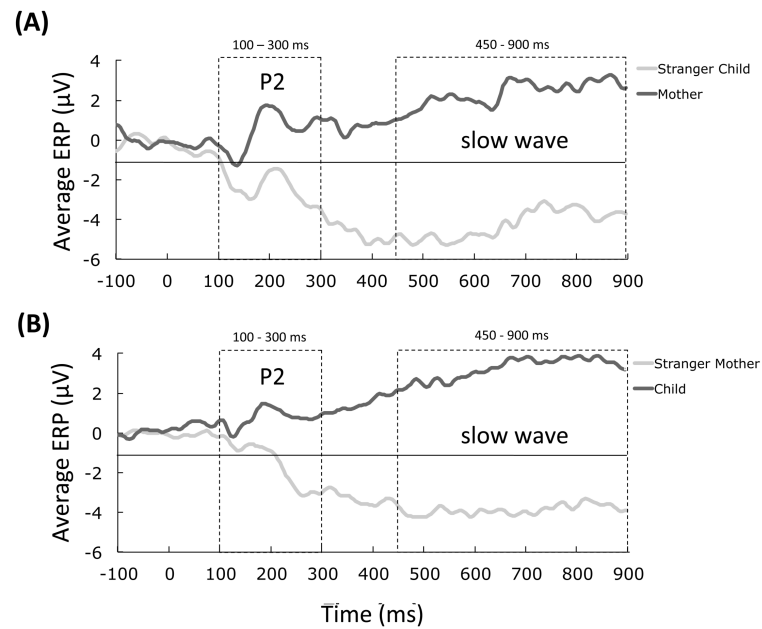 (A)
100 – 300 ms
450 - 900 ms
P2
slow wave
Stranger Child
Mother
Average ERP (μV)
4
2
0
-2
-4
-6
-100 0 100 200 300 400 500 600 700 800 900
(B)
100 - 300 ms
450 - 900 ms
P2
slow wave
Stranger Mother
Child
Average ERP (μV)
4
2
0
-2
-4
-6
-100 0 100 200 300 400 500 600 700 800 900
Time (ms)